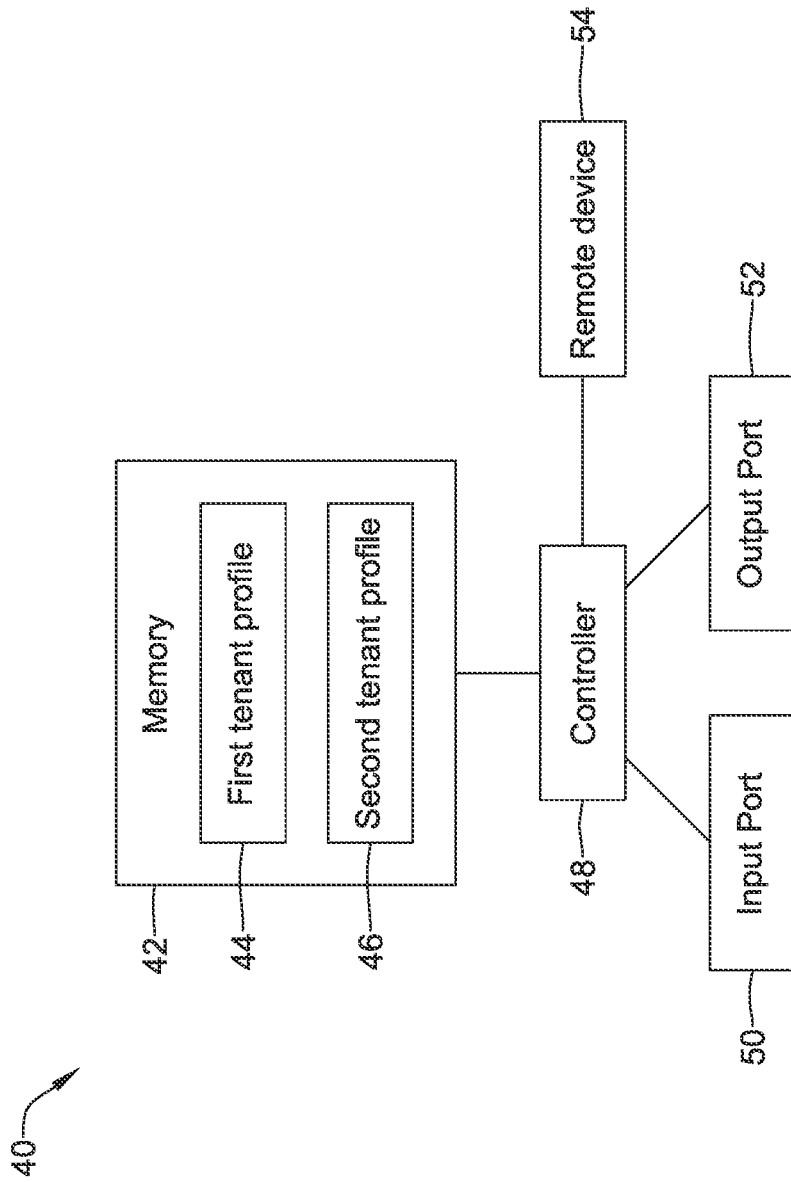 40
Memory
42
First tenant profile
44
Second tenant profile
46
Controller
48
Remote device
54
Input Port
50
Output Port
52